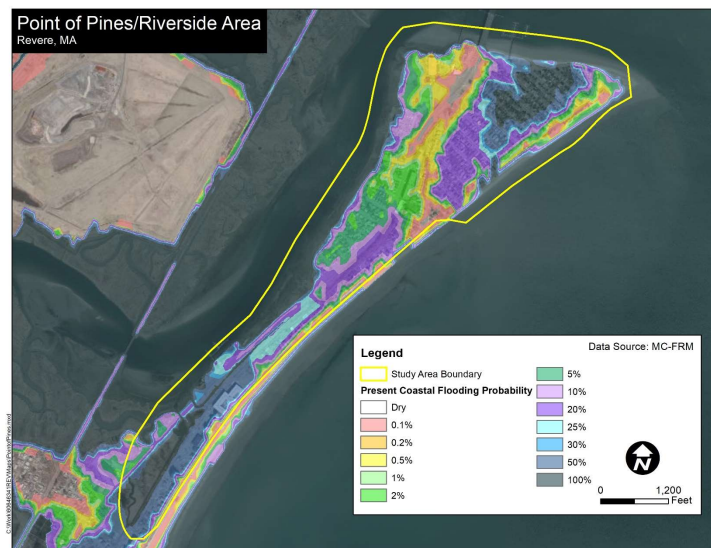 Point of Pines/Riverside Area
Revere, MA
Legend
Data Source: MC-FRM
Study Area Boundary
Present Coastal Flooding Probability
Dry
0.1%
0.2%
0.5%
1%
2%
5%
10%
20%
25%
30%
50%
100%
N
0 1,200
Feet